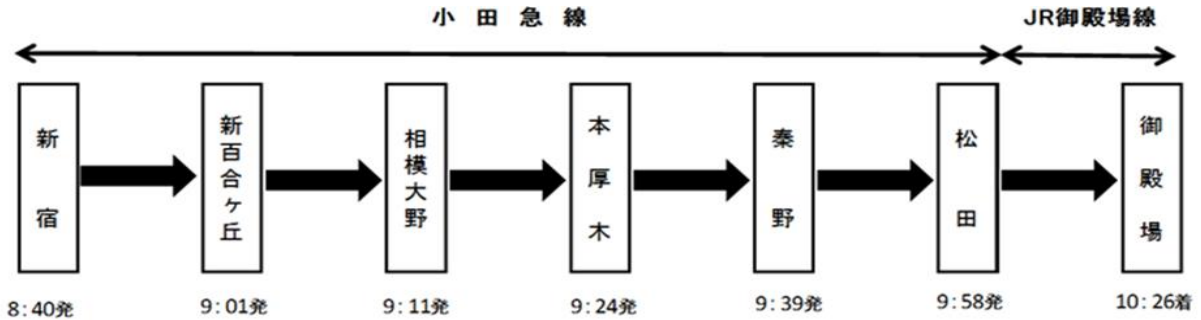 小田急線
JR御殿場線
新宿
新百合ヶ丘
相模大野
本厚木
秦野
松田
御殿場
8:40発
9:01発
9:11発
9:24発
9:39発
9:58発
10:26着